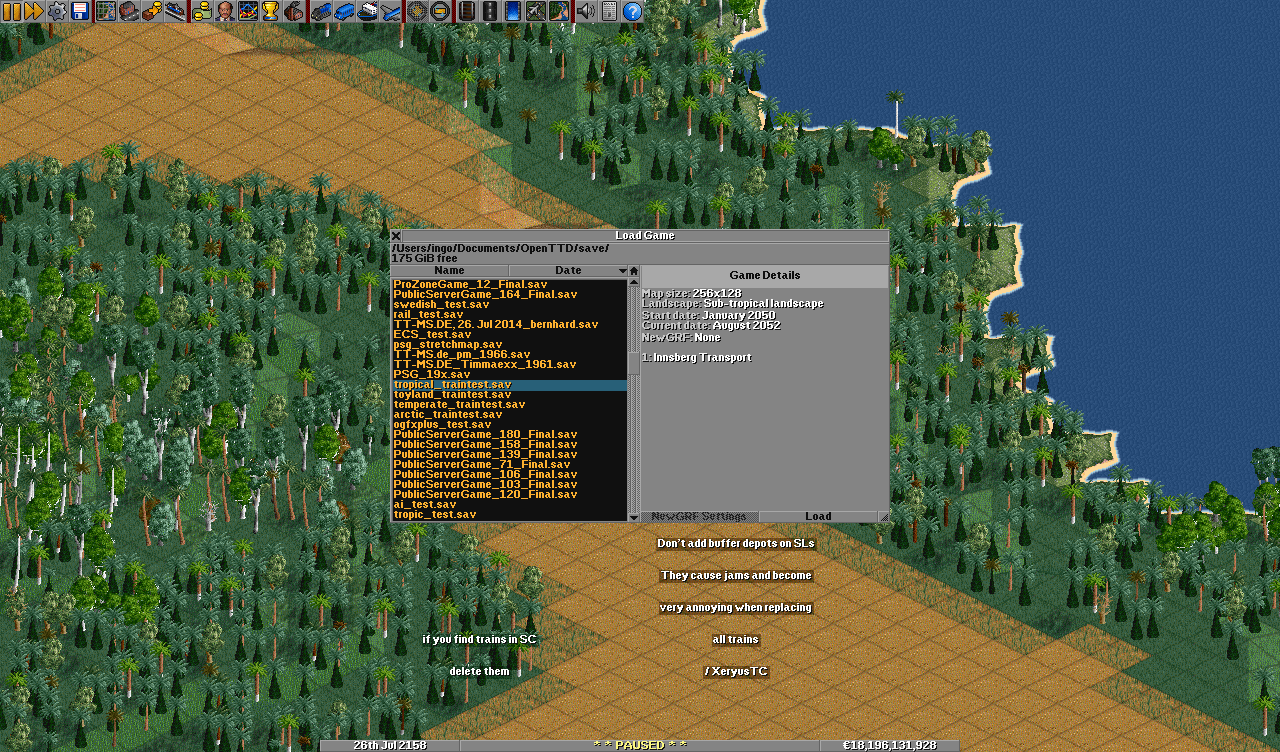 Load Game
/Users/ingo/Documents/OpenTTD/save/
175 GiB free
Name Date
ProZoneGame_12_Final.sav
PublicServerGame_164_Final.sav
swedish_test.sav
rail_test.sav
TT-MS.DE, 26. Jul 2014_bernhard.sav
ECS_test.sav
psg_stretchmap.sav
TT-MS.de_pm_1966.sav
TT-MS.DE_Timmaexx_1961.sav
PSG_19x.sav
tropical_traintest.sav
toyland_traintest.sav
temperate_traintest.sav
arctic_traintest.sav
ogfxplus_test.sav
PublicServerGame_180_Final.sav
PublicServerGame_158_Final.sav
PublicServerGame_139_Final.sav
PublicServerGame_71_Final.sav
PublicServerGame_106_Final.sav
PublicServerGame_103_Final.sav
PublicServerGame_120_Final.sav
ai_test.sav
tropic_test.sav
Game Details
Map size: 256x128
Landscape: Sub-tropical landscape
Start date: January 2050
Current date: August 2052
NewGRF: None
1: Innsberg Transport
NewGRF Settings Load
Don't add buffer depots on SLs
They cause jams and become
very annoying when replacing
all trains
/ XeryusTC
if you find trains in SC
delete them
26th Jul 2158 * * PAUSED * * €18,196,131,928